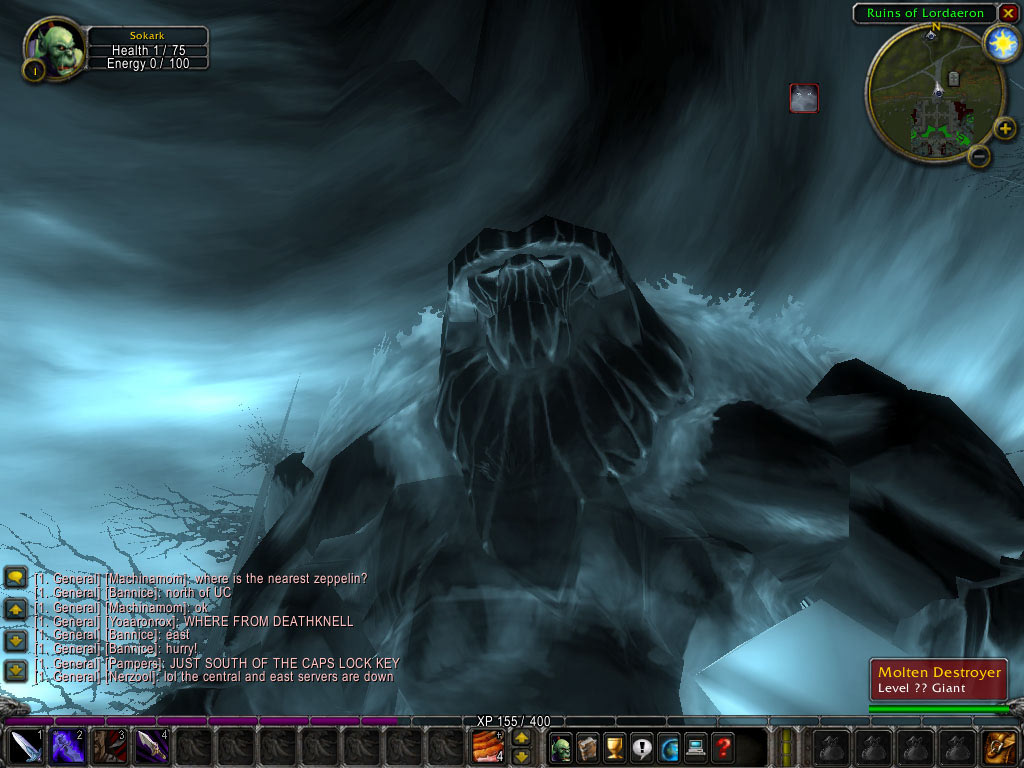 Sokark
Health 1 / 75
Energy 0 / 100
1
Ruins of Lordaeron
N
[1. General] [Machinamom]: where is the nearest zeppelin?
[1. General] [Bannice]: north of UC
[1. General] [Machinamom]: ok
[1. General] [Yoaaronrox]: WHERE FROM DEATHKNELL
[1. General] [Bannice]: east
[1. General] [Bannice]: hurry!
[1. General] [Pampers]: JUST SOUTH OF THE CAPS LOCK KEY
[1. General] [Nerzool]: lol the central and east servers are down
Molten Destroyer
Level ?? Giant
XP 155 / 400
1 2 3 4 +
4